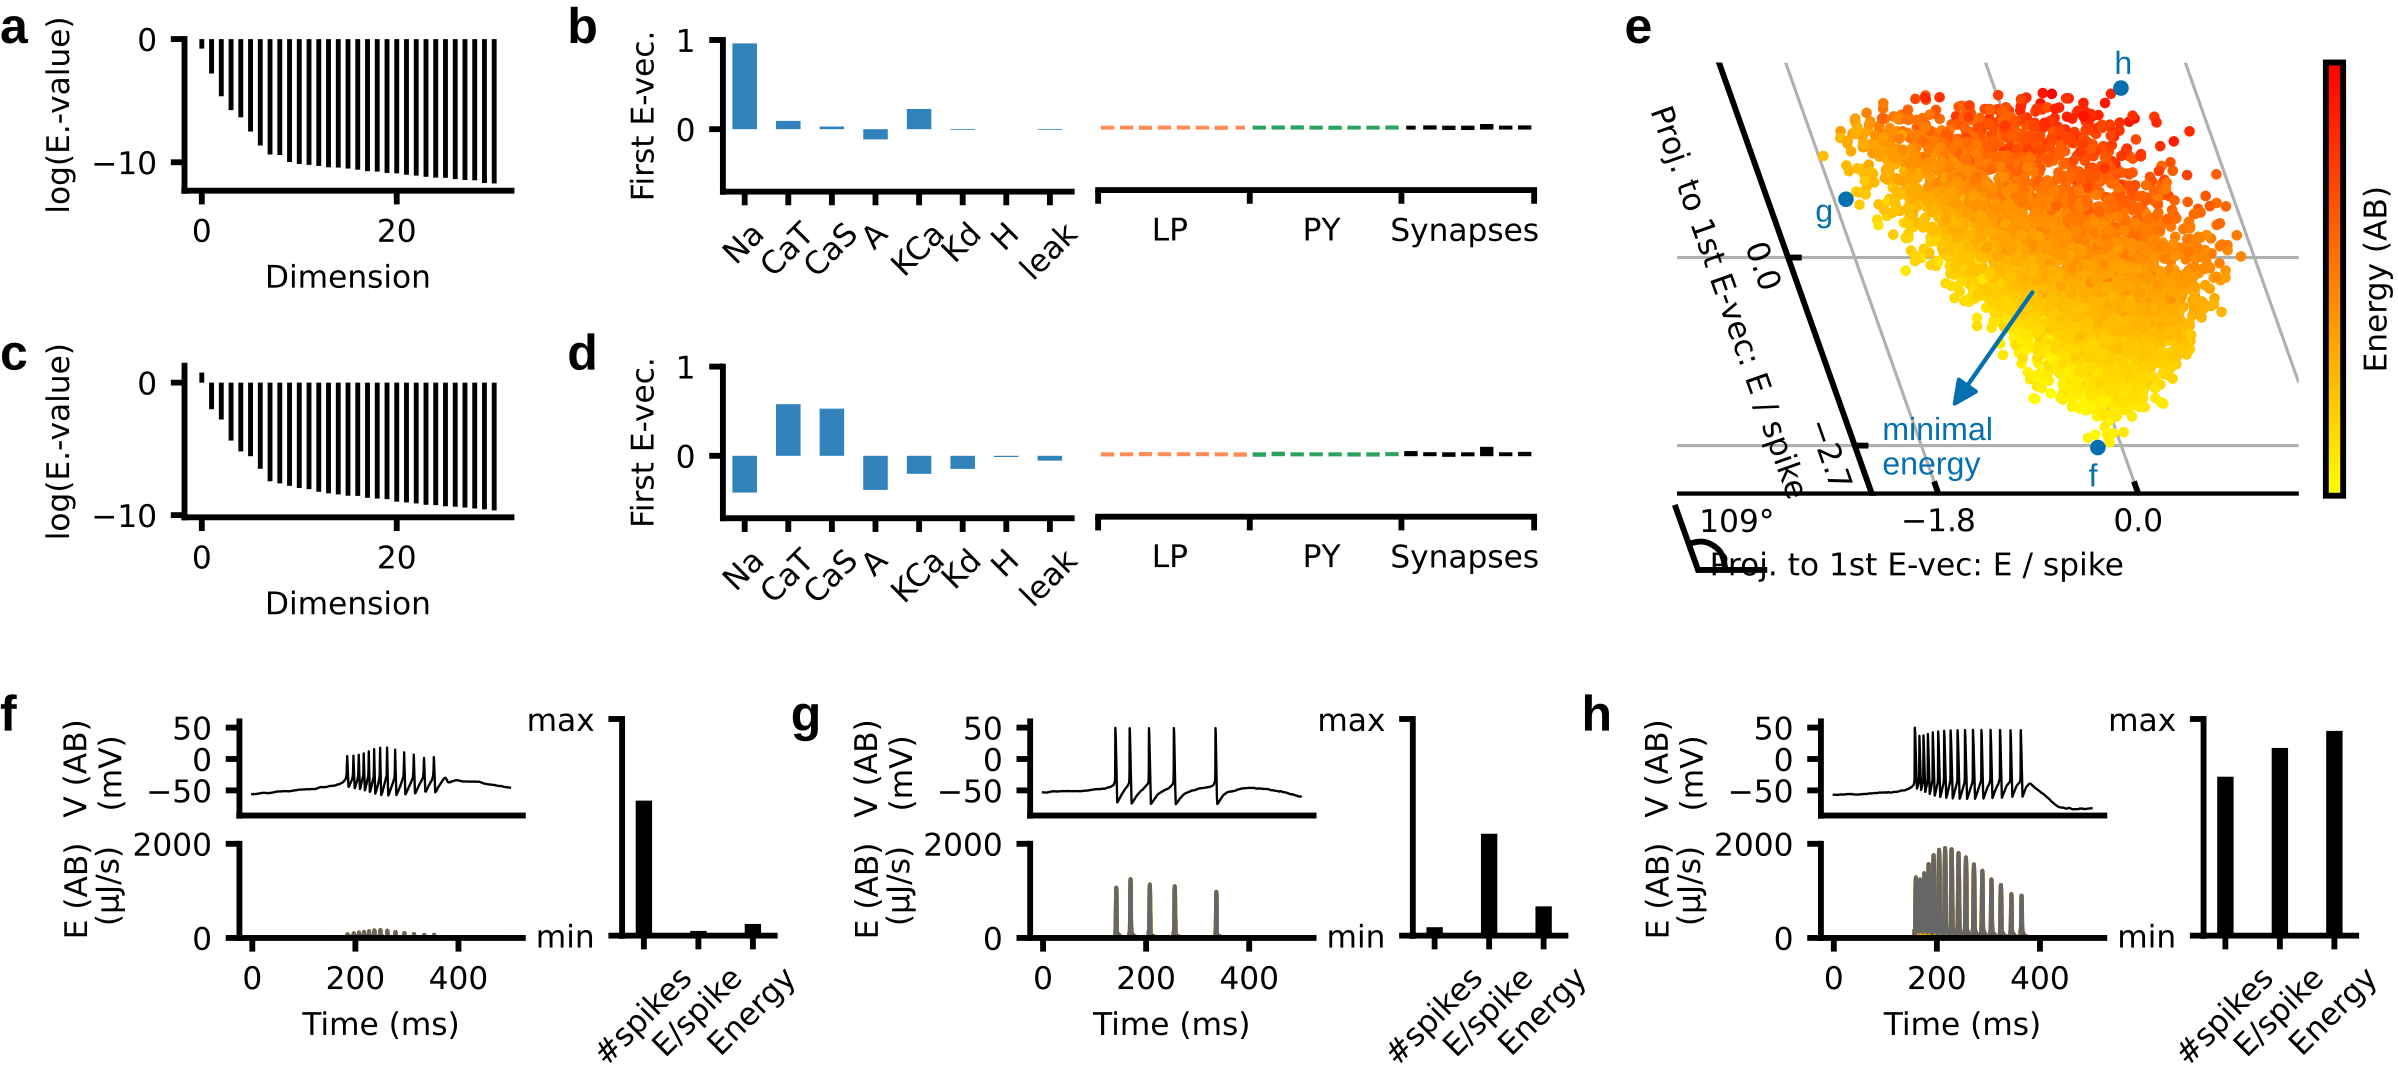 a
log(E.-value)
0
−10
0
20
Dimension
b
First E-vec.
1
0
Na
CaT
CaS
A
KCa
Kd
H
leak
LP
PY
Synapses
c
log(E.-value)
0
−10
0
20
Dimension
d
First E-vec.
1
0
Na
CaT
CaS
A
KCa
Kd
H
leak
LP
PY
Synapses
e
Proj. to 1st E-vec: E / spike
0.0
−2.7
h
g
minimal
energy
f
109°
−1.8
0.0
Proj. to 1st E-vec: E / spike
Energy (AB)
f
V (AB)
(mV)
50
0
−50
E (AB)
(µJ/s)
2000
0
0
200
400
Time (ms)
max
min
#spikes
E/spike
Energy
g
V (AB)
(mV)
50
0
−50
E (AB)
(µJ/s)
2000
0
0
200
400
Time (ms)
max
min
#spikes
E/spike
Energy
h
V (AB)
(mV)
50
0
−50
E (AB)
(µJ/s)
2000
0
0
200
400
Time (ms)
max
min
#spikes
E/spike
Energy